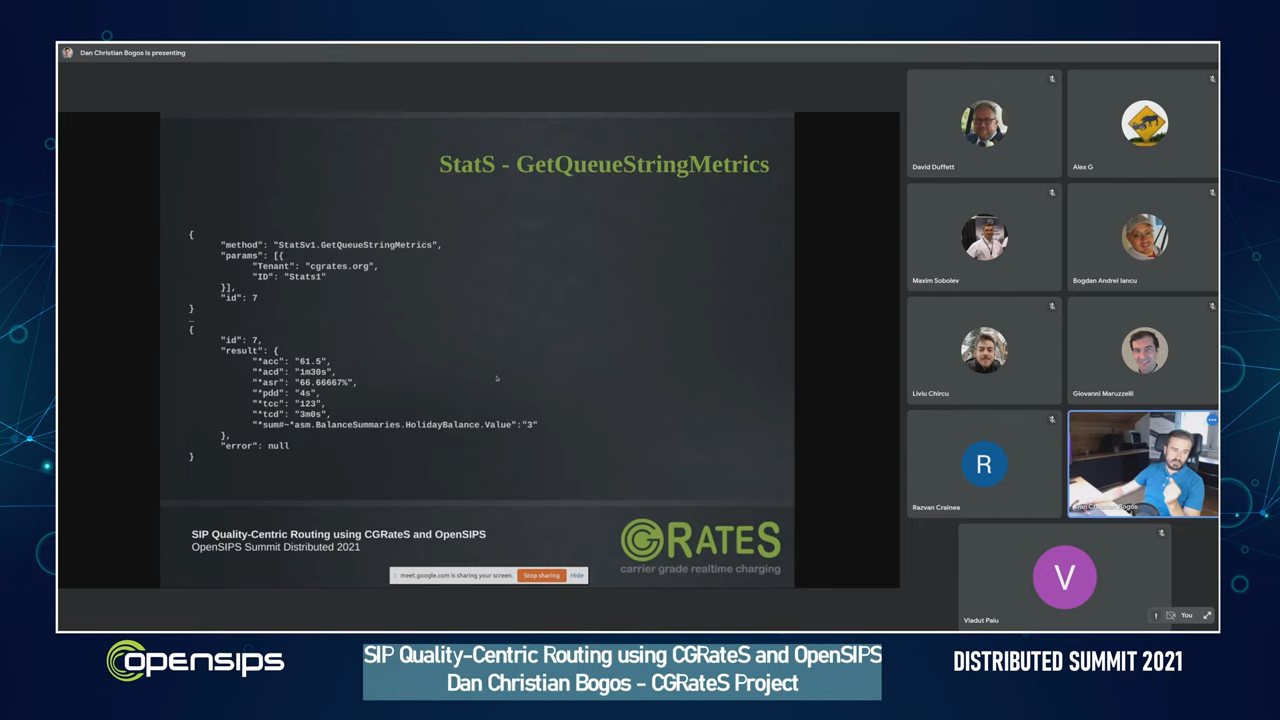 Dan Christian Bogos is presenting
StatS - GetQueueStringMetrics
{
"method": "StatSv1.GetQueueStringMetrics",
"params": [{
"Tenant": "cgrates.org",
"ID": "Stats1"
}],
"id": 7
}
…
{
"id": 7,
"result": {
"*acc": "61.5",
"*acd": "1m30s",
"*asr": "66.66667%",
"*pdd": "4s",
"*tcc": "123",
"*tcd": "3m0s",
"*sum#~*asm.BalanceSummaries.HolidayBalance.Value":"3"
},
"error": null
}
SIP Quality-Centric Routing using CGRateS and OpenSIPS
OpenSIPS Summit Distributed 2021
CGRATES
carrier grade realtime charging
meet.google.com is sharing your screen.
Stop sharing
Hide
David Duffett
Alex G
Maxim Sobolev
Bogdan Andrei Iancu
Liviu Chircu
Giovanni Maruzzelli
R
Razvan Crainea
Dan Christian Bogos
V
Vladut Paiu
You
OPENSIPS
SIP Quality-Centric Routing using CGRateS and OpenSIPS
Dan Christian Bogos - CGRateS Project
DISTRIBUTED SUMMIT 2021